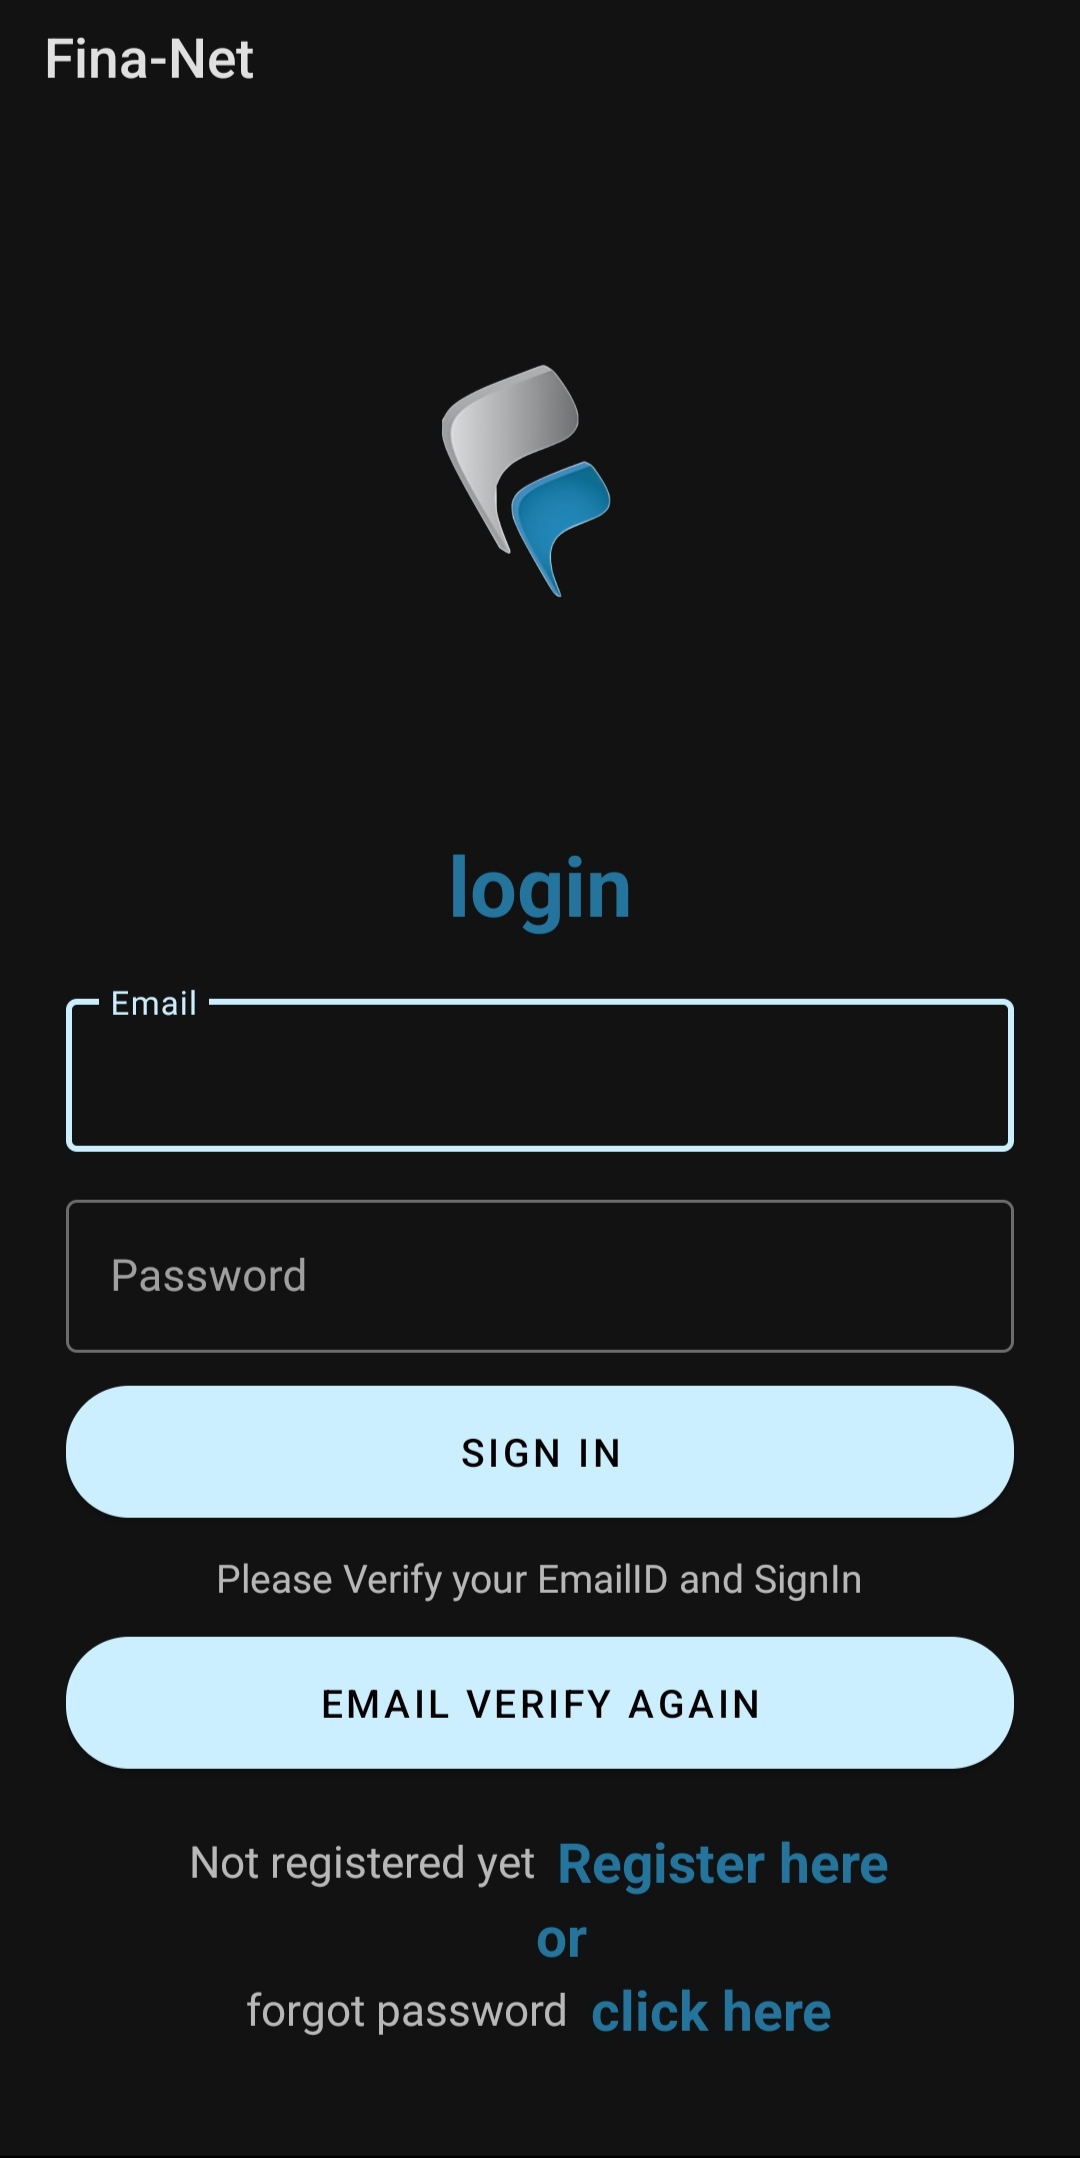 Fina-Net
login
Email
Password
SIGN IN
Please Verify your EmailID and SignIn
EMAIL VERIFY AGAIN
Not registered yet Register here
or
forgot password click here